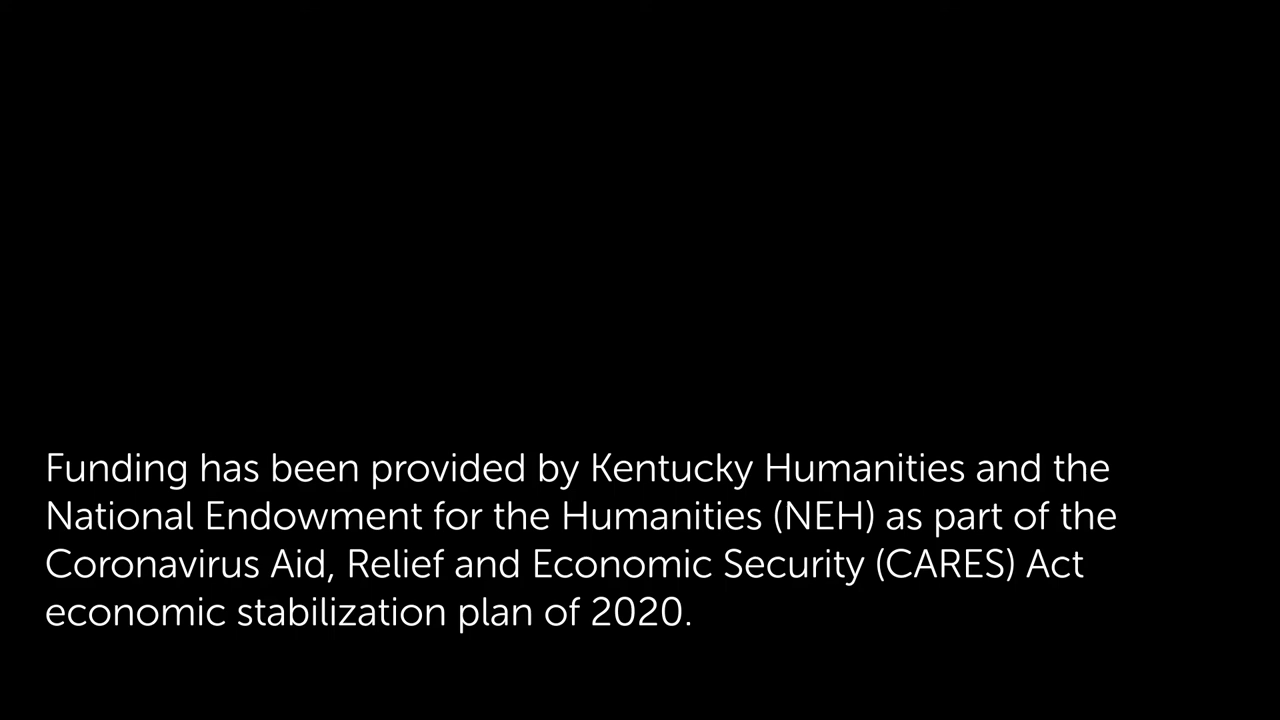 Funding has been provided by Kentucky Humanities and the
National Endowment for the Humanities (NEH) as part of the
Coronavirus Aid, Relief and Economic Security (CARES) Act
economic stabilization plan of 2020.